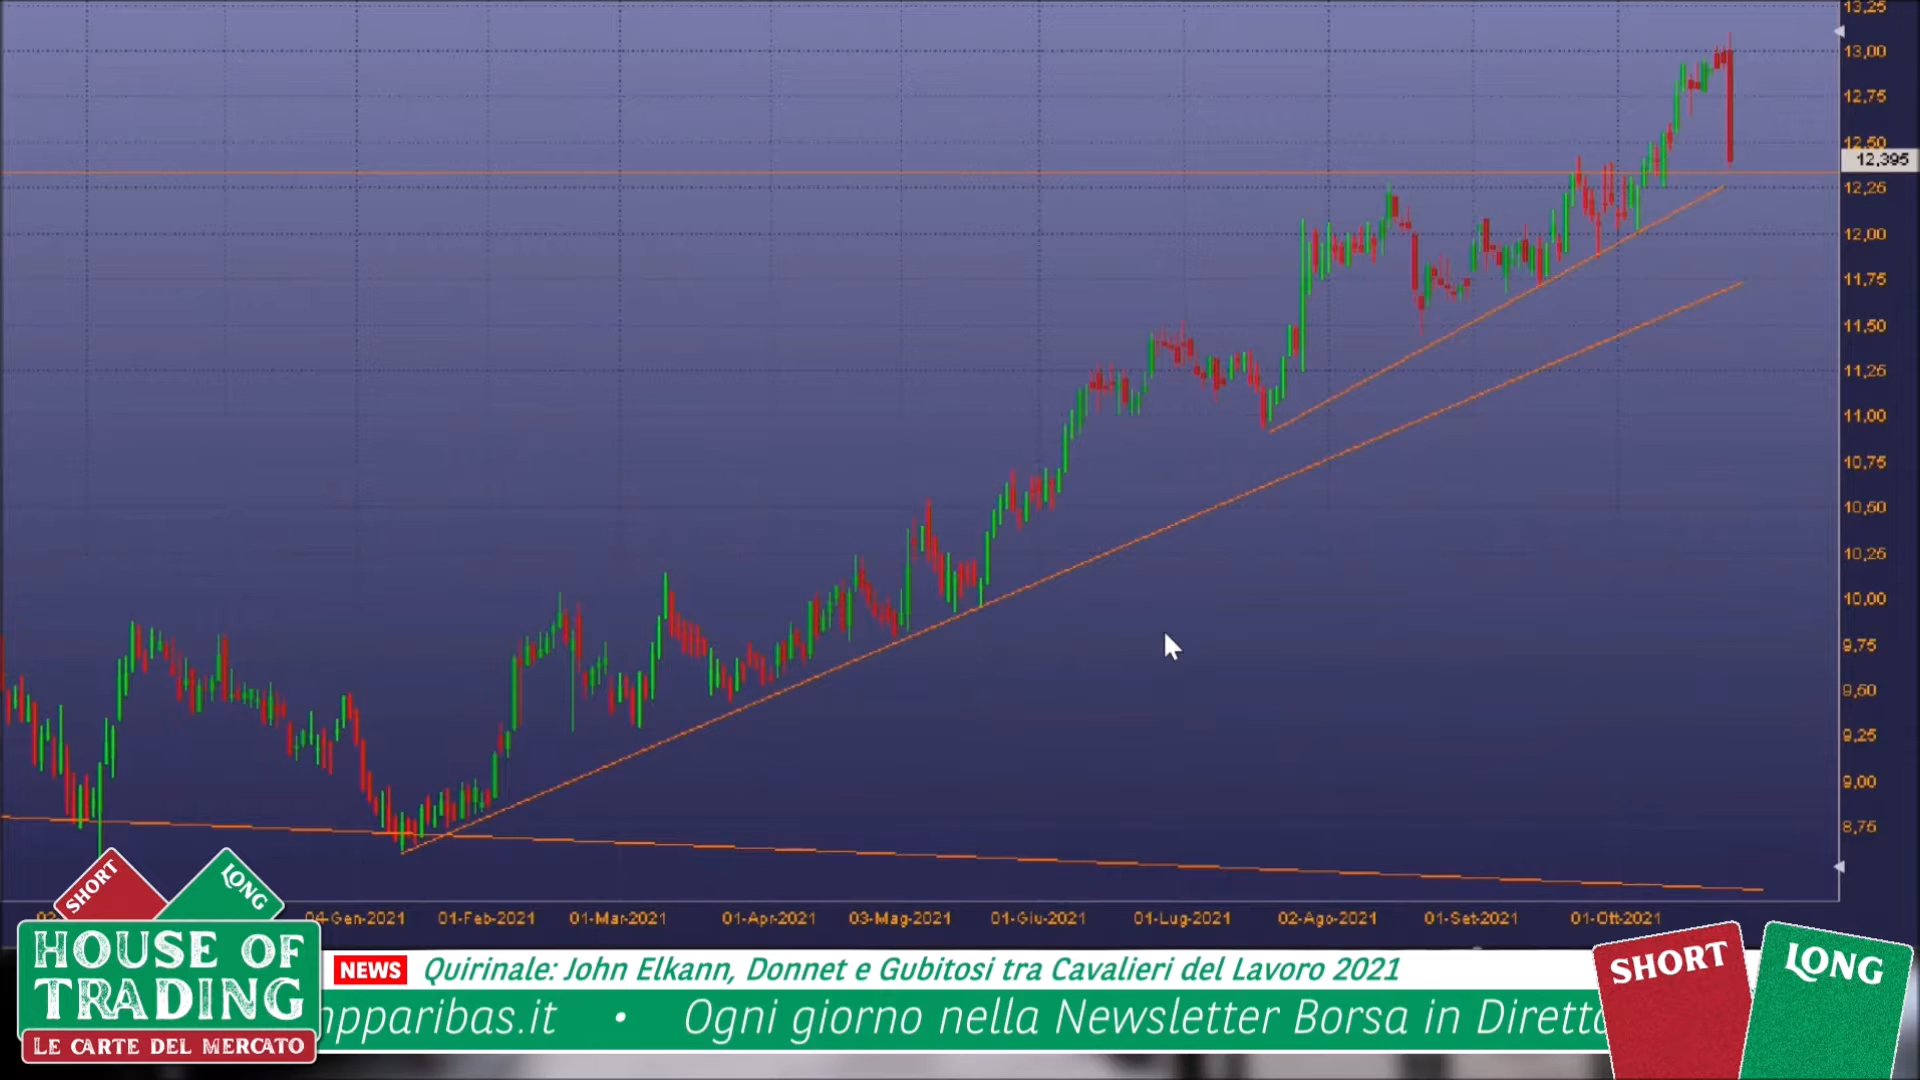 13,25
13,00
12,75
12,50
12,395
12,25
12,00
11,75
11,50
11,25
11,00
10,75
10,50
10,25
10,00
9,75
9,50
9,25
9,00
8,75
04-Gen-2021 01-Feb-2021 01-Mar-2021 01-Apr-2021 03-Mag-2021 01-Giu-2021 01-Lug-2021 02-Ago-2021 01-Set-2021 01-Ott-2021
SHORT LONG
HOUSE OF
TRADING
LE CARTE DEL MERCATO
NEWS Quirinale: John Elkann, Donnet e Gubitosi tra Cavalieri del Lavoro 2021
npparibas.it • Ogni giorno nella Newsletter Borsa in Dirett
SHORT LONG